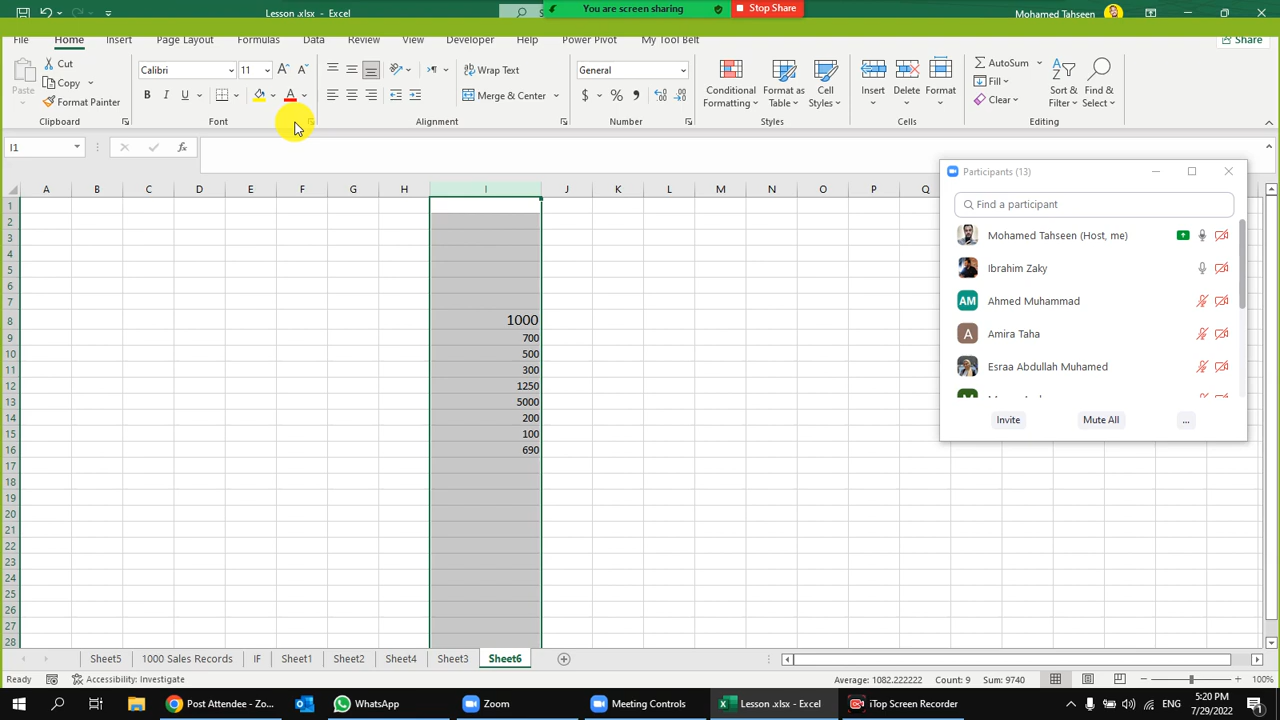 Lesson .xlsx - Excel
You are screen sharing
Stop Share
Mohamed Tahseen
File Home Insert Page Layout Formulas Data Review View Developer Help Power Pivot My Tool Belt
Share
Paste
Cut
Copy
Format Painter
Clipboard
Calibri 11
B I U
Font
Wrap Text
Merge & Center
Alignment
General
$ % ,
Number
Conditional Formatting
Format as Table
Cell Styles
Styles
Insert Delete Format
Cells
AutoSum
Fill
Clear
Sort & Filter
Find & Select
Editing
I1
fx
A B C D E F G H I J K L M N O P Q
1
2
3
4
5
6
7
8 1000
9 700
10 500
11 300
12 1250
13 5000
14 200
15 100
16 690
17
18
19
20
21
22
23
24
25
26
27
28
Participants (13)
Find a participant
Mohamed Tahseen (Host, me)
Ibrahim Zaky
AM Ahmed Muhammad
A Amira Taha
Esraa Abdullah Muhamed
Invite Mute All ...
Sheet5 1000 Sales Records IF Sheet1 Sheet2 Sheet4 Sheet3 Sheet6
Ready Accessibility: Investigate
Average: 1082.222222 Count: 9 Sum: 9740
100%
Post Attendee - Zo...
WhatsApp
Zoom
Meeting Controls
Lesson .xlsx - Excel
iTop Screen Recorder
ENG
5:20 PM
7/29/2022
1